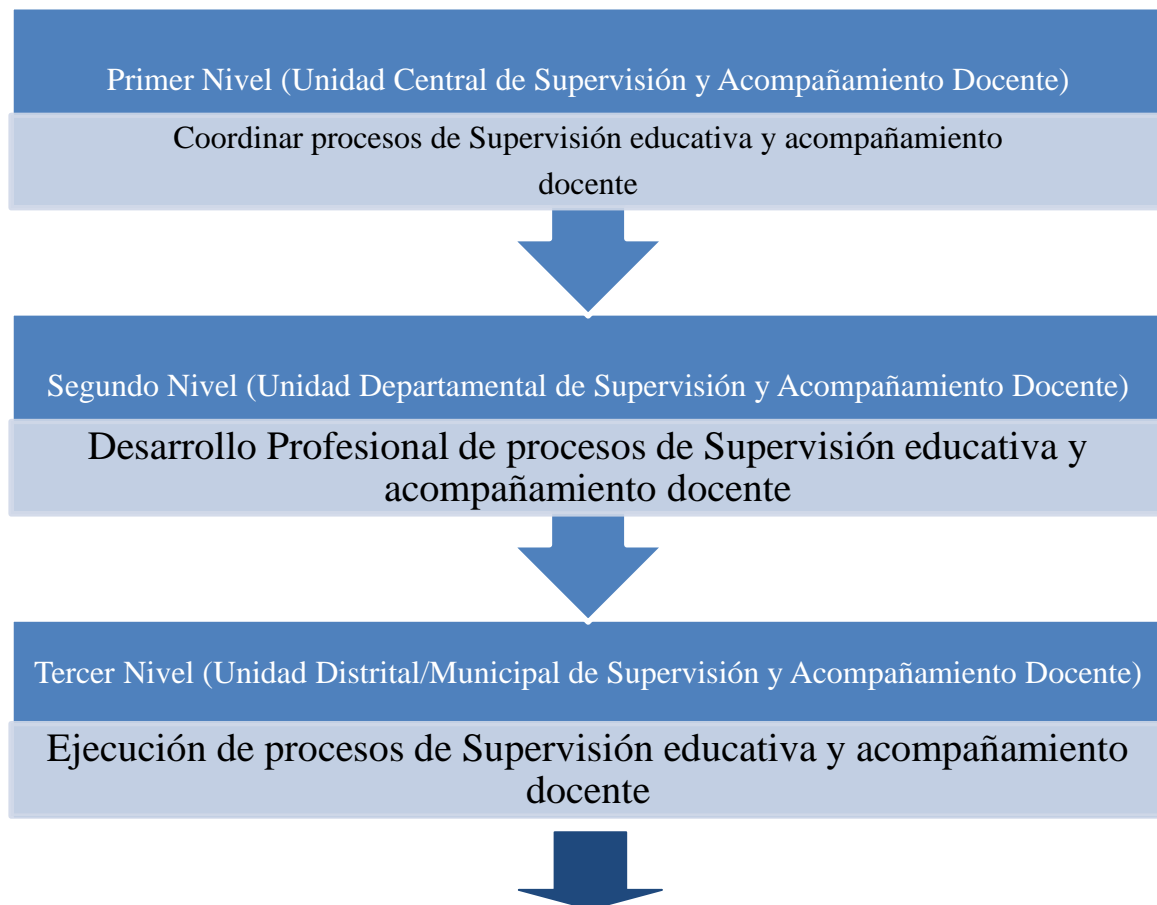 Primer Nivel (Unidad Central de Supervisión y Acompañamiento Docente)
Coordinar procesos de Supervisión educativa y acompañamiento
docente
Segundo Nivel (Unidad Departamental de Supervisión y Acompañamiento Docente)
Desarrollo Profesional de procesos de Supervisión educativa y
acompañamiento docente
Tercer Nivel (Unidad Distrital/Municipal de Supervisión y Acompañamiento Docente)
Ejecución de procesos de Supervisión educativa y acompañamiento
docente